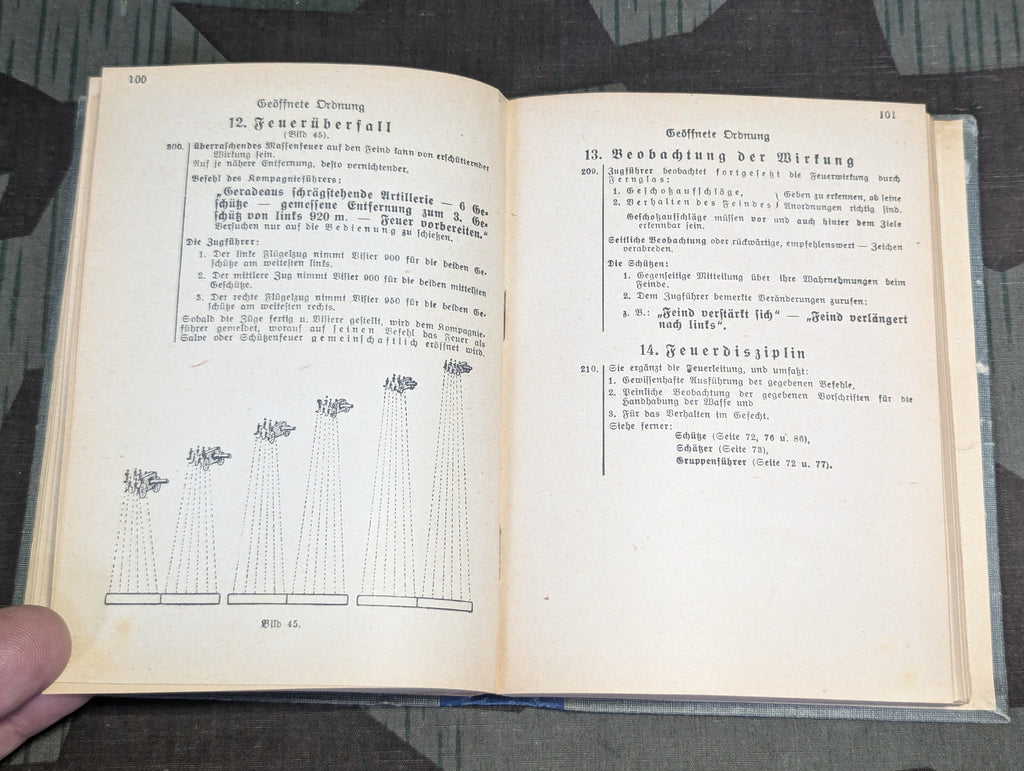 100
Geöffnete Ordnung
12. Feuerüberfall
(Bild 45).
800. überraschendes Massenfeuer auf den Feind kann von erschütternder
Wirkung sein.
Auf je nähere Entfernung, desto vernichtender.
Befehl des Kompagnieführers:
„Geradeaus schrägstehende Artillerie — 6 Ge-
schütze — gemessene Entfernung zum 3. Ge-
schütz von links 920 m. — Feuer vorbereiten.“
Versuchen nur auf die Bedienung zu schießen.
Die Zugführer:
1. Der linke Flügelzug nimmt Visier 900 für die beiden Ge-
schütze am weitesten links.
2. Der mittlere Zug nimmt Visier 900 für die beiden mittelsten
Geschütze.
3. Der rechte Flügelzug nimmt Visier 950 für die beiden Ge-
schütze am weitesten rechts.
Sobald die Züge fertig u. Visiere gestellt, wird dem Kompagnie-
führer gemeldet, worauf auf seinen Befehl das Feuer als
Salve oder Schützenfeuer gemeinschaftlich eröffnet wird.
Bild 45.
101
Geöffnete Ordnung
13. Beobachtung der Wirkung
209. Zugführer beobachtet fortgesetzt die Feuerwirkung durch
Fernglas:
1. Geschoßaufschläge, } Geben zu erkennen, ob seine
2. Verhalten des Feindes } Anordnungen richtig sind.
Geschoßaufschläge müssen vor und auch hinter dem Ziele
erkennbar sein.
Seitliche Beobachtung oder rückwärtige, empfehlenswert — Zeichen
verabreden.
Die Schützen:
1. Gegenseitige Mitteilung über ihre Wahrnehmungen beim
Feinde.
2. Dem Zugführer bemerkte Veränderungen zurufen:
z. B.: „Feind verstärkt sich“ — „Feind verlängert
nach links“.
14. Feuerdisziplin
210. Sie ergänzt die Feuerleitung, und umfaßt:
1. Gewissenhafte Ausführung der gegebenen Befehle,
2. Peinliche Beobachtung der gegebenen Vorschriften für die
Handhabung der Waffe und
3. Für das Verhalten im Gefecht.
Siehe ferner:
Schütze (Seite 72, 76 u. 86),
Schätzer (Seite 73),
Gruppenführer (Seite 72 u. 77).